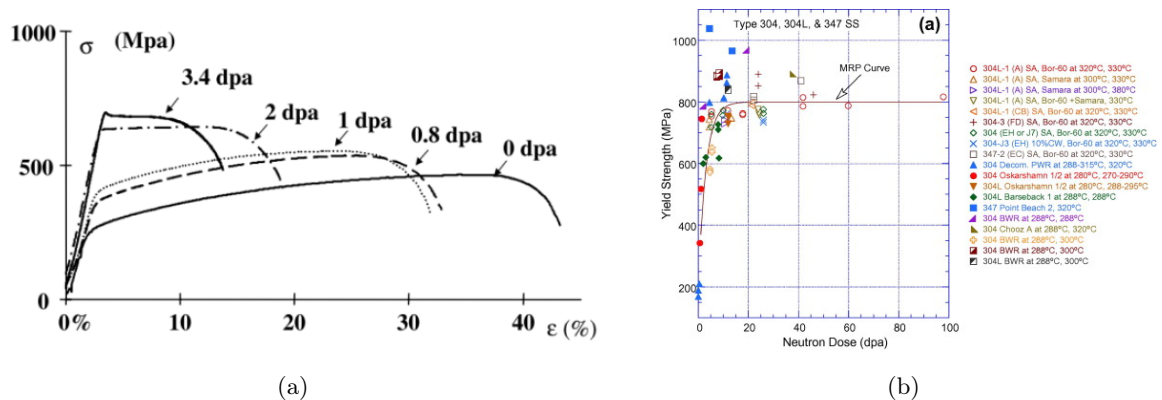 1000
σ (Mpa)
3.4 dpa
2 dpa
1 dpa
0.8 dpa
0 dpa
500
0
0%
10
20
30
40
ε (%)
(a)
Type 304, 304L, & 347 SS
(a)
MRP Curve
Yield Strength (MPa)
1000
800
600
400
200
0
20
40
60
80
100
Neutron Dose (dpa)
304L-1 (A) SA, Bor-60 at 320ºC, 330ºC
304L-1 (A) SA, Samara at 300ºC, 330ºC
304L-1 (A) SA, Samara at 300ºC, 380ºC
304L-1 (A) SA, Bor-60 +Samara, 330ºC
304L-1 (CB) SA, Bor-60 at 320ºC, 330ºC
304-3 (FD) SA, Bor-60 at 320ºC, 330ºC
304 (EH or J7) SA, Bor-60 at 320ºC, 330ºC
304-J3 (EH) 10%CW, Bor-60 at 320ºC, 330ºC
347-2 (EC) SA, Bor-60 at 320ºC, 330ºC
304 Decom. PWR at 288-315ºC, 320ºC
304 Oskarshamn 1/2 at 280ºC, 270-290ºC
304L Oskarshamn 1/2 at 280ºC, 288-295ºC
304L Barseback 1 at 288ºC, 288ºC
347 Point Beach 2, 320ºC
304 BWR at 288ºC, 288ºC
304 Chooz A at 288ºC, 320ºC
304 BWR at 288ºC, 300ºC
304 BWR at 288ºC, 300ºC
304L BWR at 288ºC, 300ºC
(b)